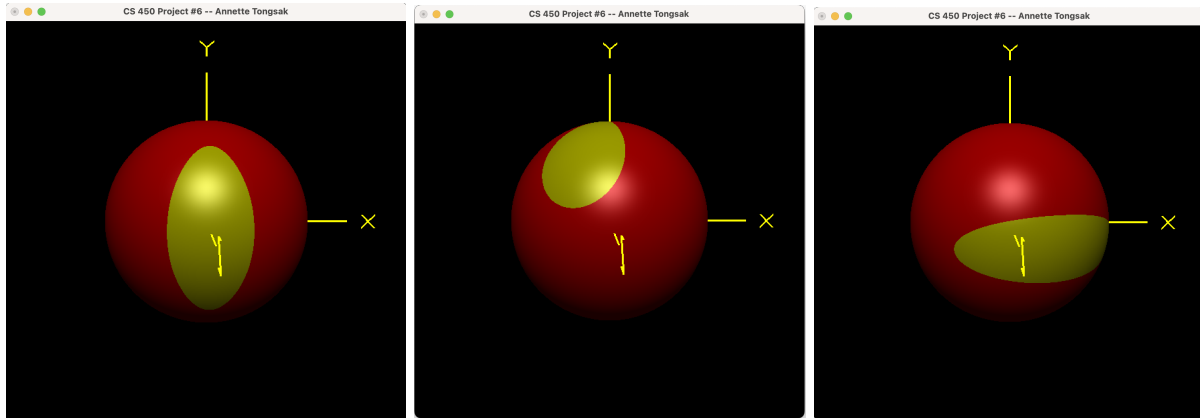 CS 450 Project #6 -- Annette Tongsak
Y
X
CS 450 Project #6 -- Annette Tongsak
Y
X
CS 450 Project #6 -- Annette Tongsak
Y
X